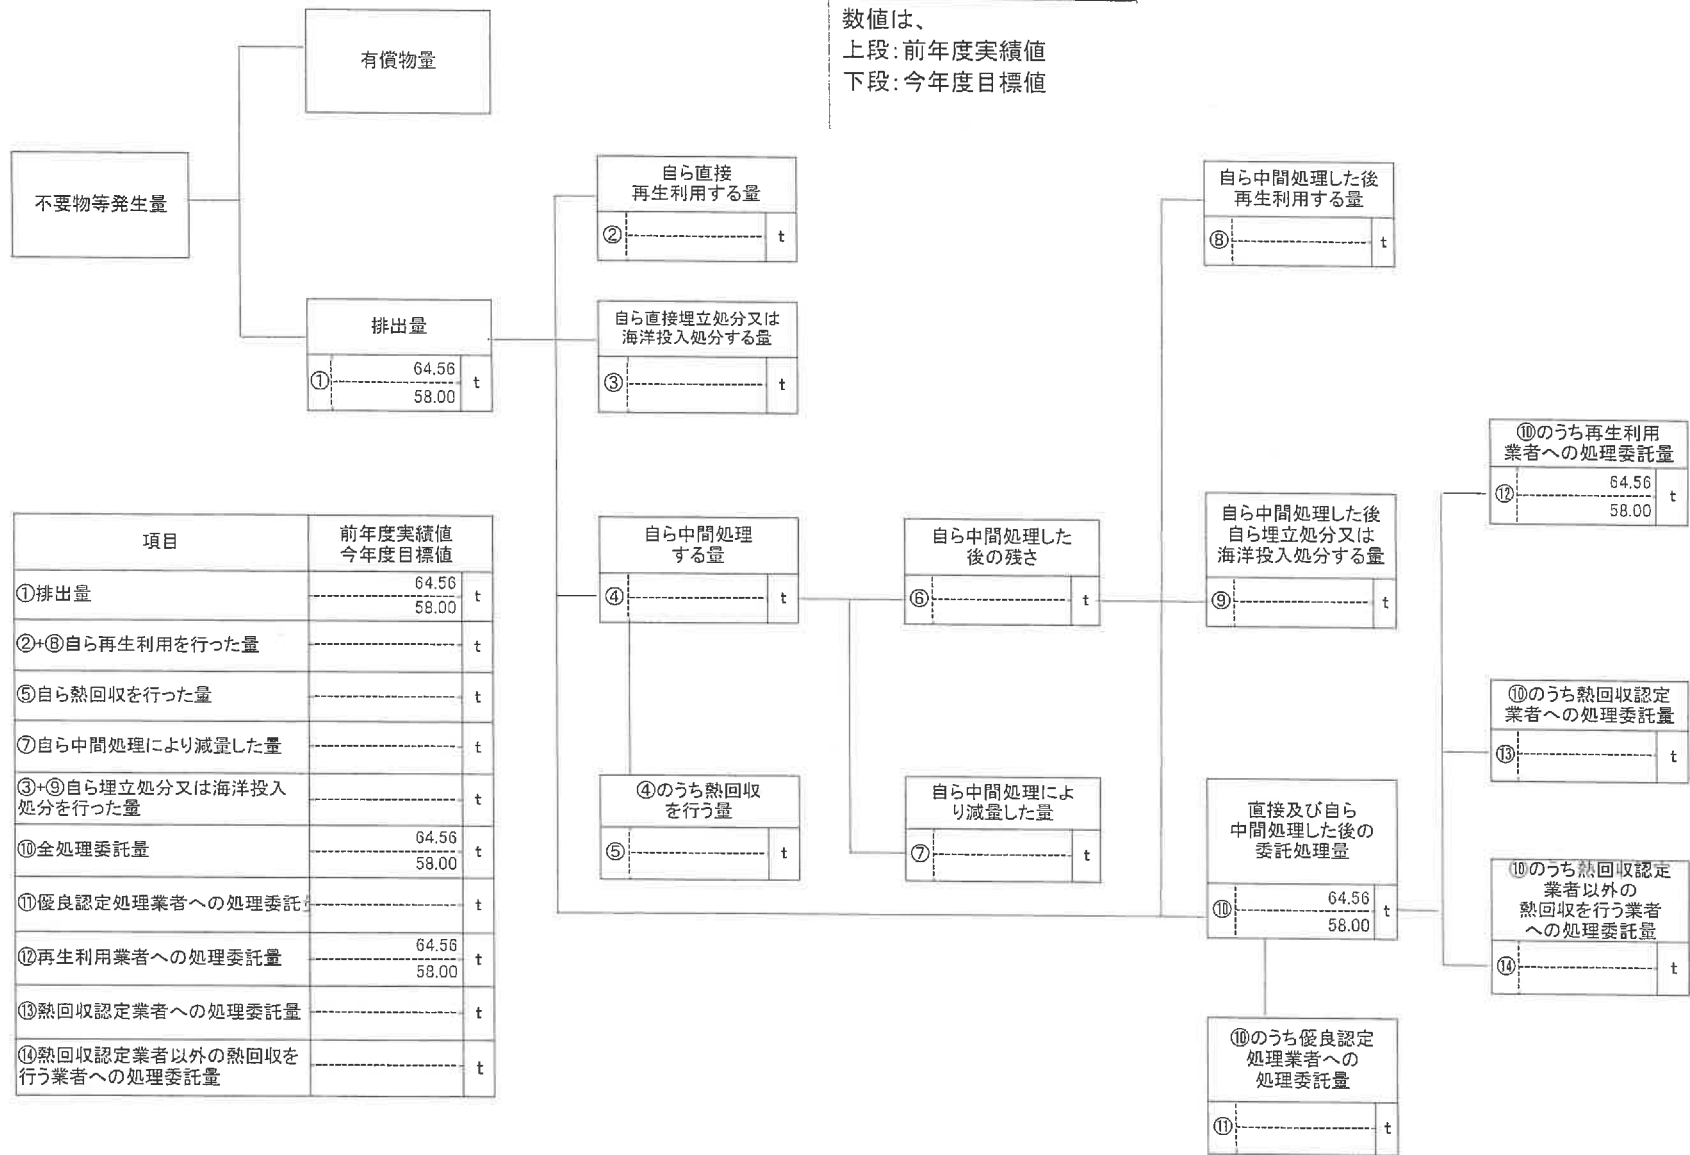 数値は、
上段:前年度実績値
下段:今年度目標値
有償物量
不要物等発生量
自ら直接
再生利用する量
② t
自ら中間処理した後
再生利用する量
⑧ t
排出量
① 64.56 t
58.00
自ら直接埋立処分又は
海洋投入処分する量
③ t
⑩のうち再生利用
業者への処理委託量
⑫ 64.56 t
58.00
自ら中間処理
する量
④ t
自ら中間処理した
後の残さ
⑥ t
自ら中間処理した後
自ら埋立処分又は
海洋投入処分する量
⑨ t
⑩のうち熱回収認定
業者への処理委託量
⑬ t
④のうち熱回収
を行う量
⑤ t
自ら中間処理によ
り減量した量
⑦ t
直接及び自ら
中間処理した後の
委託処理量
⑩ 64.56 t
58.00
⑩のうち熱回収認定
業者以外の
熱回収を行う業者
への処理委託量
⑭ t
⑩のうち優良認定
処理業者への
処理委託量
⑪ t
項目 前年度実績値
今年度目標値
①排出量 64.56 t
58.00
②+⑧自ら再生利用を行った量 t
⑤自ら熱回収を行った量 t
⑦自ら中間処理により減量した量 t
③+⑨自ら埋立処分又は海洋投入
処分を行った量 t
⑩全処理委託量 64.56 t
58.00
⑪優良認定処理業者への処理委託 t
⑫再生利用業者への処理委託量 64.56 t
58.00
⑬熱回収認定業者への処理委託量 t
⑭熱回収認定業者以外の熱回収を
行う業者への処理委託量 t